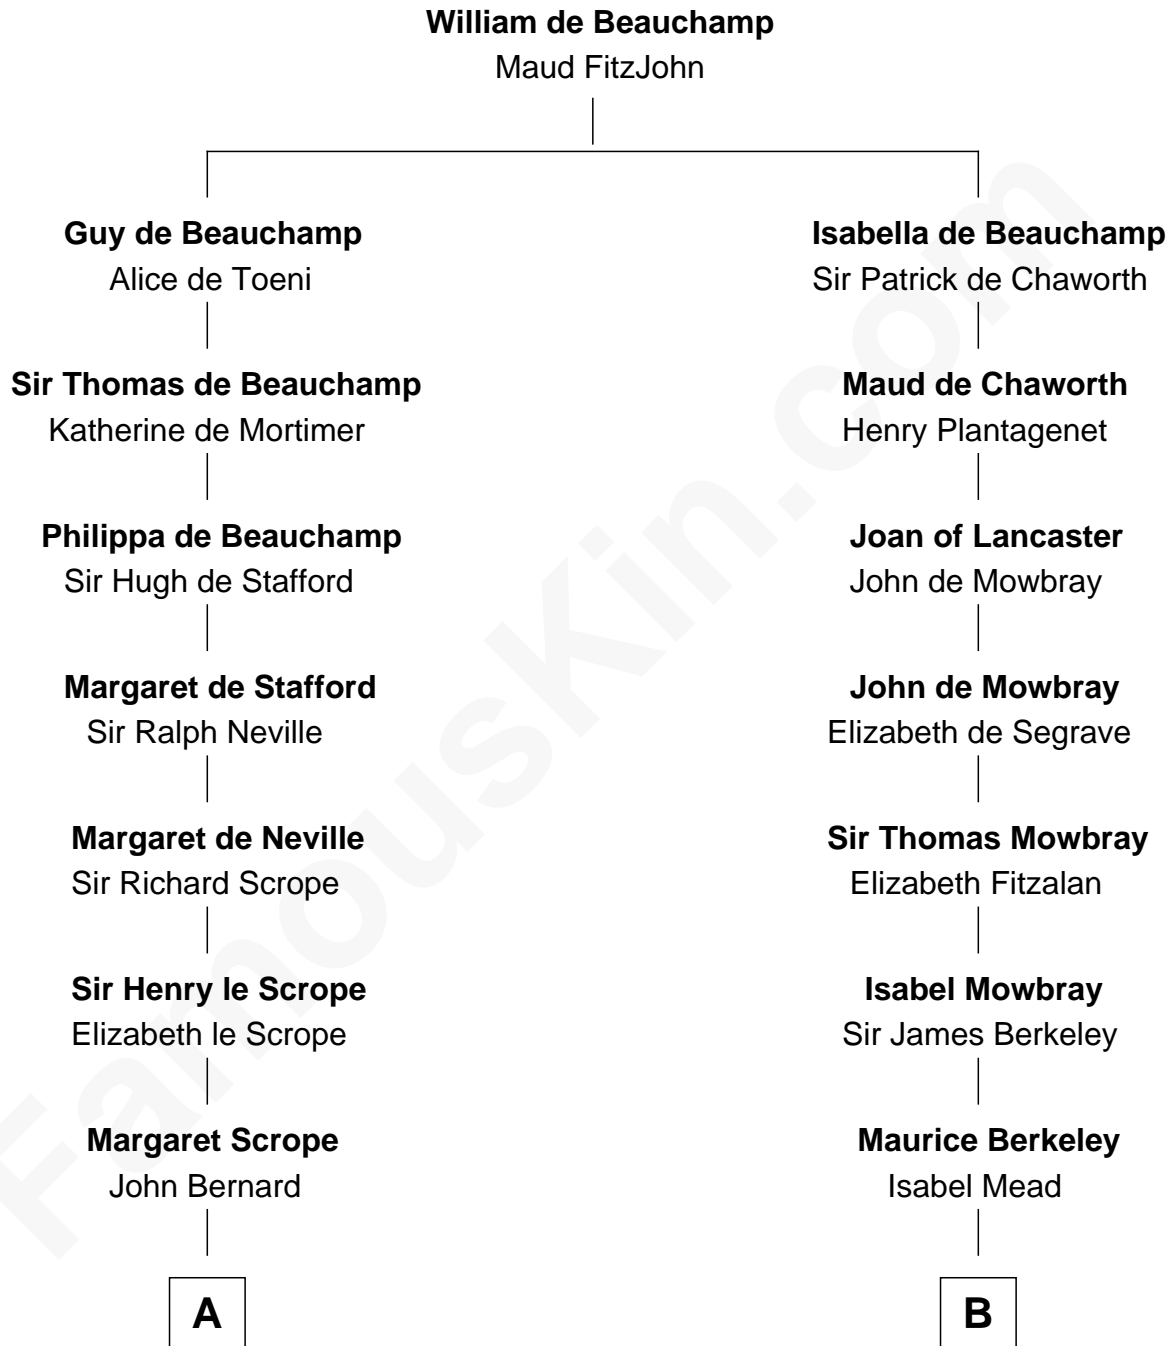 William de Beauchamp
Maud FitzJohn
Guy de Beauchamp
Alice de Toeni
Isabella de Beauchamp
Sir Patrick de Chaworth
Sir Thomas de Beauchamp
Katherine de Mortimer
Maud de Chaworth
Henry Plantagenet
Philippa de Beauchamp
Sir Hugh de Stafford
Joan of Lancaster
John de Mowbray
Margaret de Stafford
Sir Ralph Neville
John de Mowbray
Elizabeth de Segrave
Margaret de Neville
Sir Richard Scrope
Sir Thomas Mowbray
Elizabeth Fitzalan
Sir Henry le Scrope
Elizabeth le Scrope
Isabel Mowbray
Sir James Berkeley
Margaret Scrope
John Bernard
Maurice Berkeley
Isabel Mead
A
B
FamousKin.com